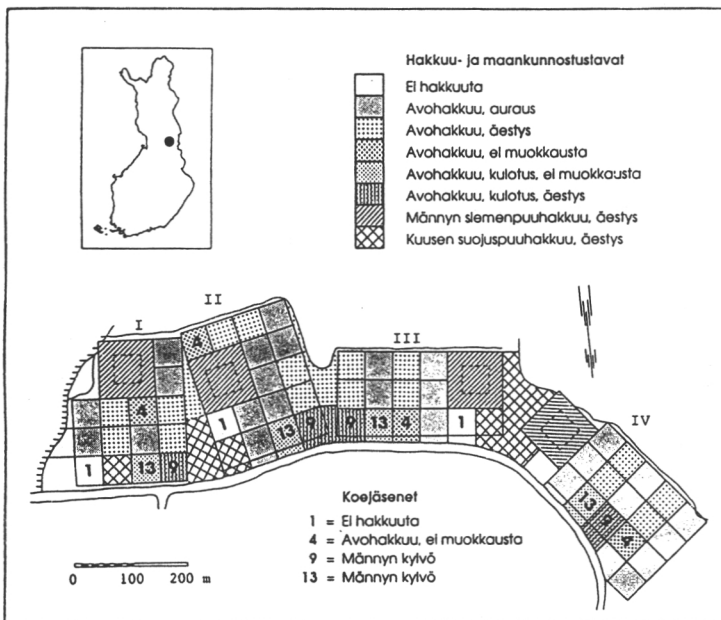 Hakkuu- ja maankunnostustavat
Ei hakkuuta
Avohakkuu, auraus
Avohakkuu, äestys
Avohakkuu, ei muokkausta
Avohakkuu, kulotus, ei muokkausta
Avohakkuu, kulotus, äestys
Männyn siemenpuuhakkuu, äestys
Kuusen suojuspuuhakkuu, äestys
I
II
III
IV
4
4
1
13
9
1
13
9
9
13
4
1
13
9
4
Koejäsenet
1 = Ei hakkuuta
4 = Avohakkuu, ei muokkausta
9 = Männyn kylvö
13 = Männyn kylvö
0 100 200 m